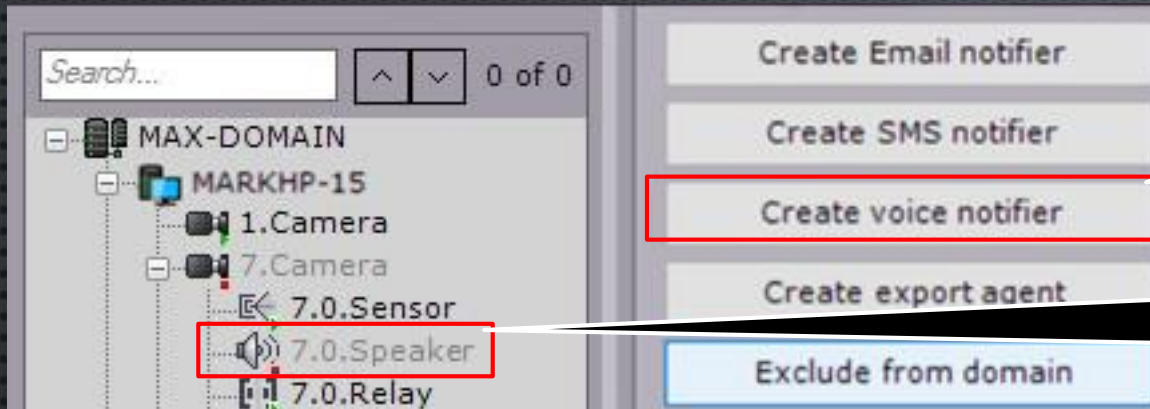 Search...
0 of 0
MAX-DOMAIN
MARKHP-15
1.Camera
7.Camera
7.0.Sensor
7.0.Speaker
7.0.Relay
Create Email notifier
Create SMS notifier
Create voice notifier
Create export agent
Exclude from domain